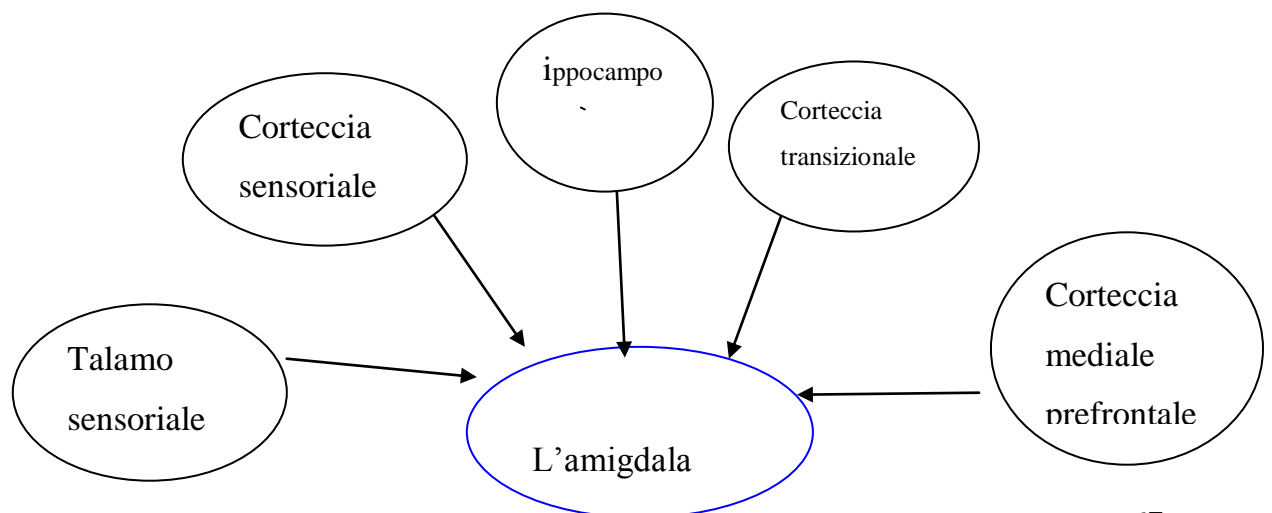 ippocampo
Corteccia
sensoriale
Corteccia
transizionale
Corteccia
mediale
prefrontale
Talamo
sensoriale
L’amigdala